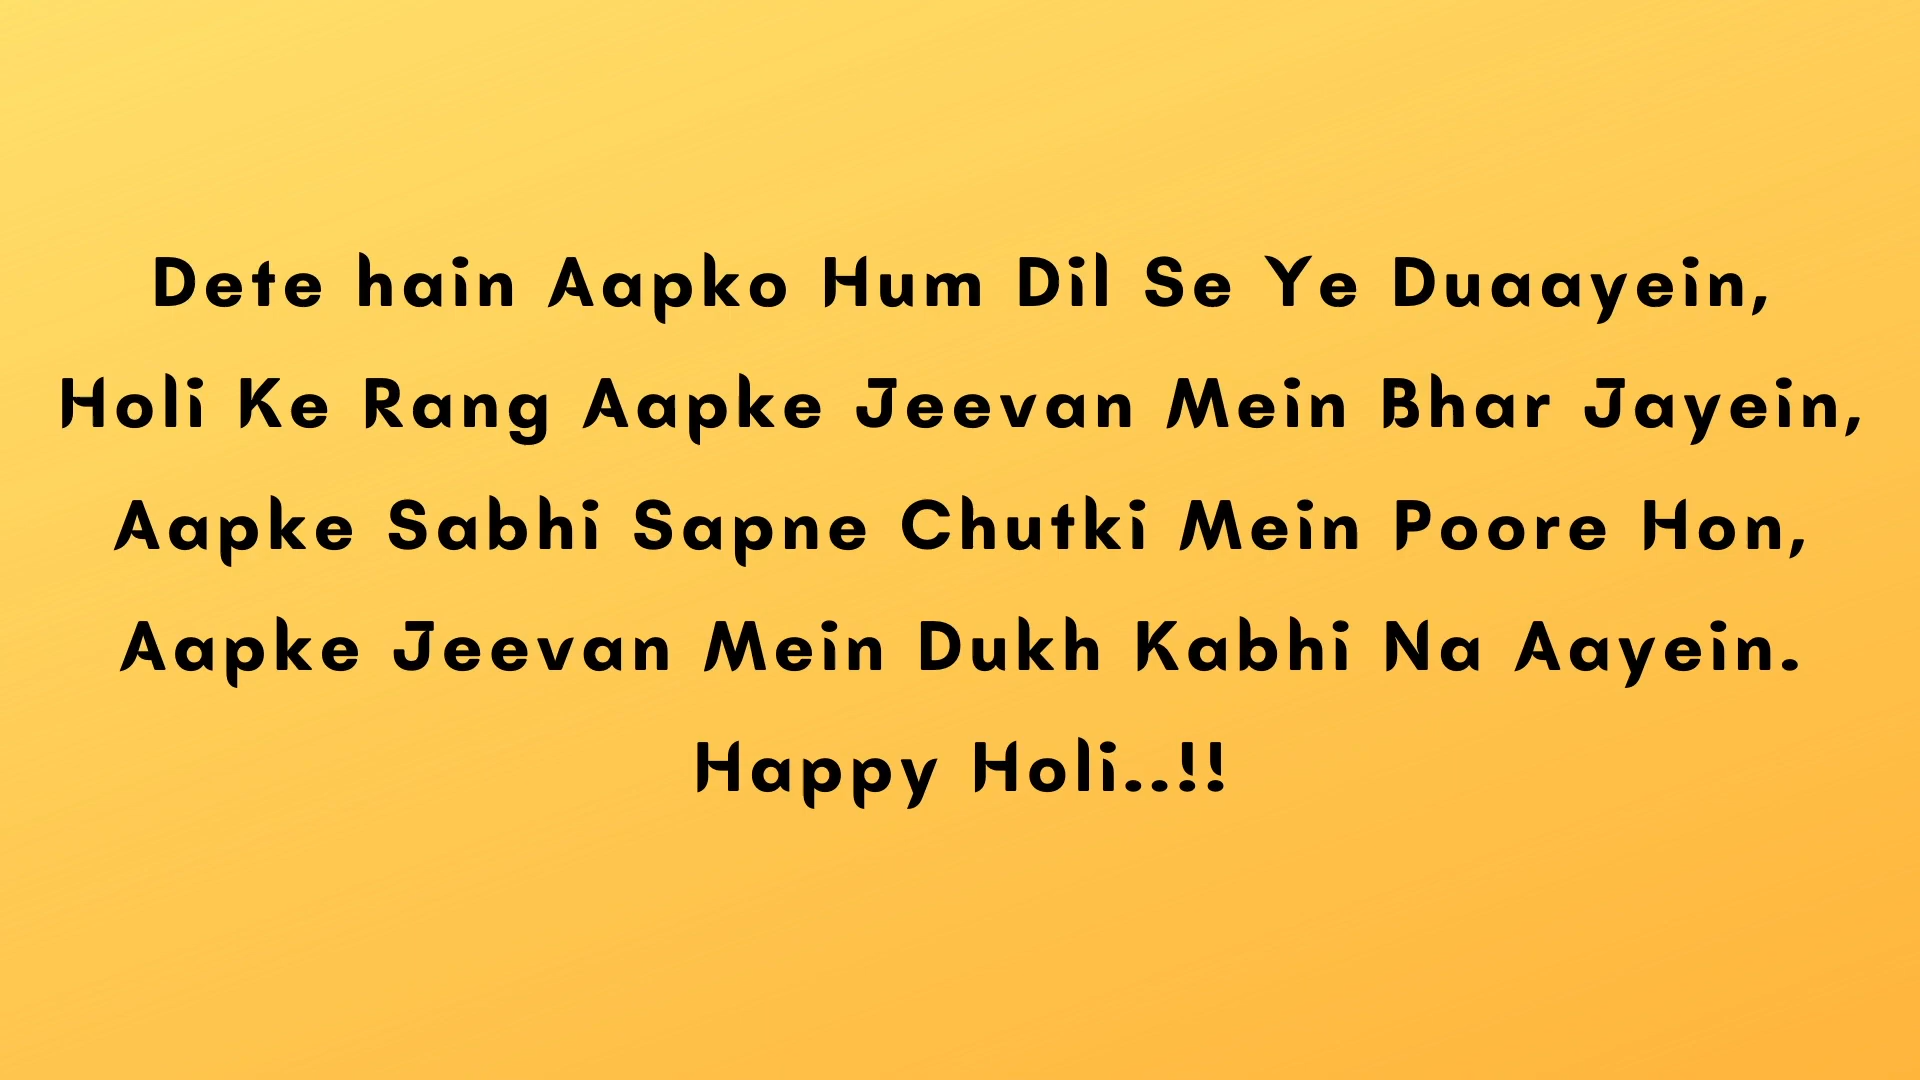 Dete hain Aapko Hum Dil Se Ye Duaayein,
Holi Ke Rang Aapke Jeevan Mein Bhar Jayein,
Aapke Sabhi Sapne Chutki Mein Poore Hon,
Aapke Jeevan Mein Dukh Kabhi Na Aayein.
Happy Holi..!!